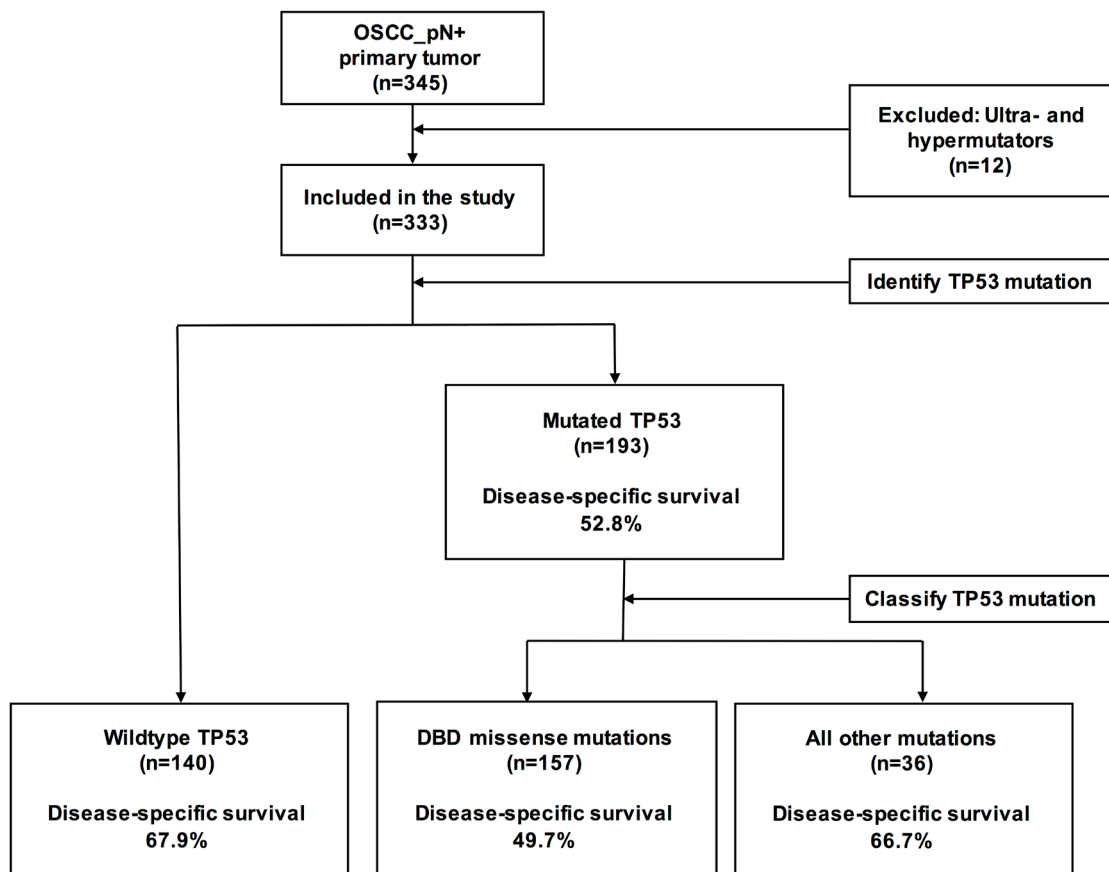 OSCC_pN+
primary tumor
(n=345)
Excluded: Ultra- and
hypermutators
(n=12)
Included in the study
(n=333)
Identify TP53 mutation
Mutated TP53
(n=193)
Disease-specific survival
52.8%
Classify TP53 mutation
Wildtype TP53
(n=140)
Disease-specific survival
67.9%
DBD missense mutations
(n=157)
Disease-specific survival
49.7%
All other mutations
(n=36)
Disease-specific survival
66.7%